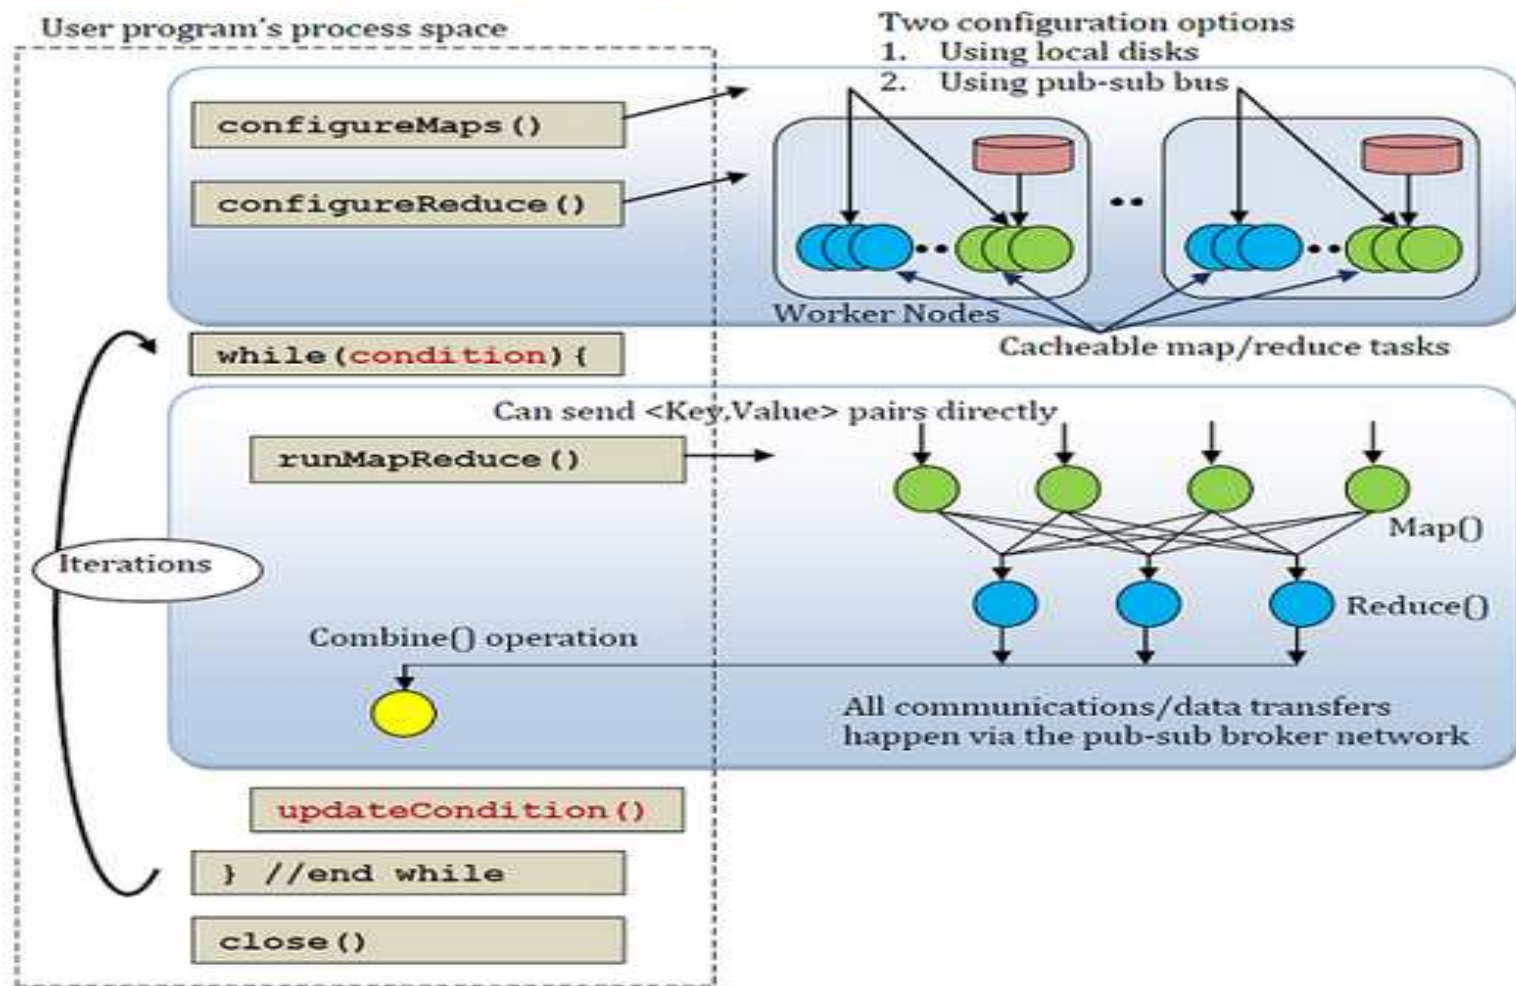 User program's process space
Two configuration options
1. Using local disks
2. Using pub-sub bus
configureMaps()
configureReduce()
Worker Nodes
Cacheable map/reduce tasks
while(condition){
Can send <Key,Value> pairs directly
runMapReduce()
Map()
Iterations
Reduce()
Combine() operation
All communications/data transfers
happen via the pub-sub broker network
updateCondition()
} //end while
close()